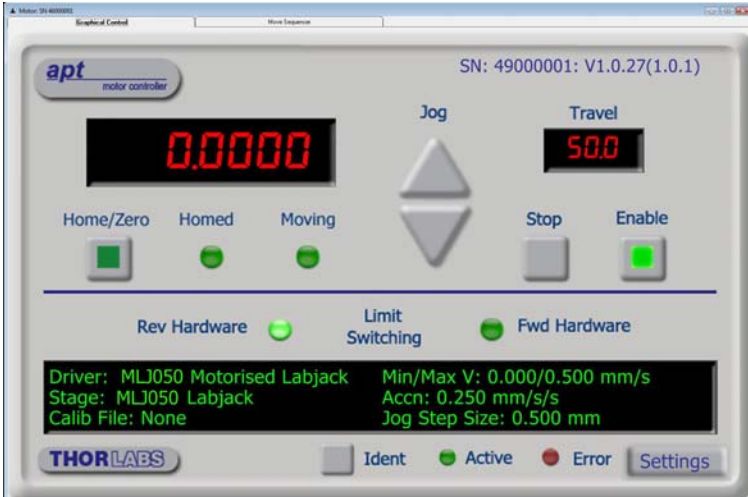 Motor: SN 49000001
Graphical Control
Move Sequencer
apt
motor controller
SN: 49000001: V1.0.27(1.0.1)
0.0000
Jog
Travel
50.0
Home/Zero
Homed
Moving
Stop
Enable
Rev Hardware
Limit
Switching
Fwd Hardware
Driver: MLJ050 Motorised Labjack
Stage: MLJ050 Labjack
Calib File: None
Min/Max V: 0.000/0.500 mm/s
Accn: 0.250 mm/s/s
Jog Step Size: 0.500 mm
THORLABS
Ident
Active
Error
Settings